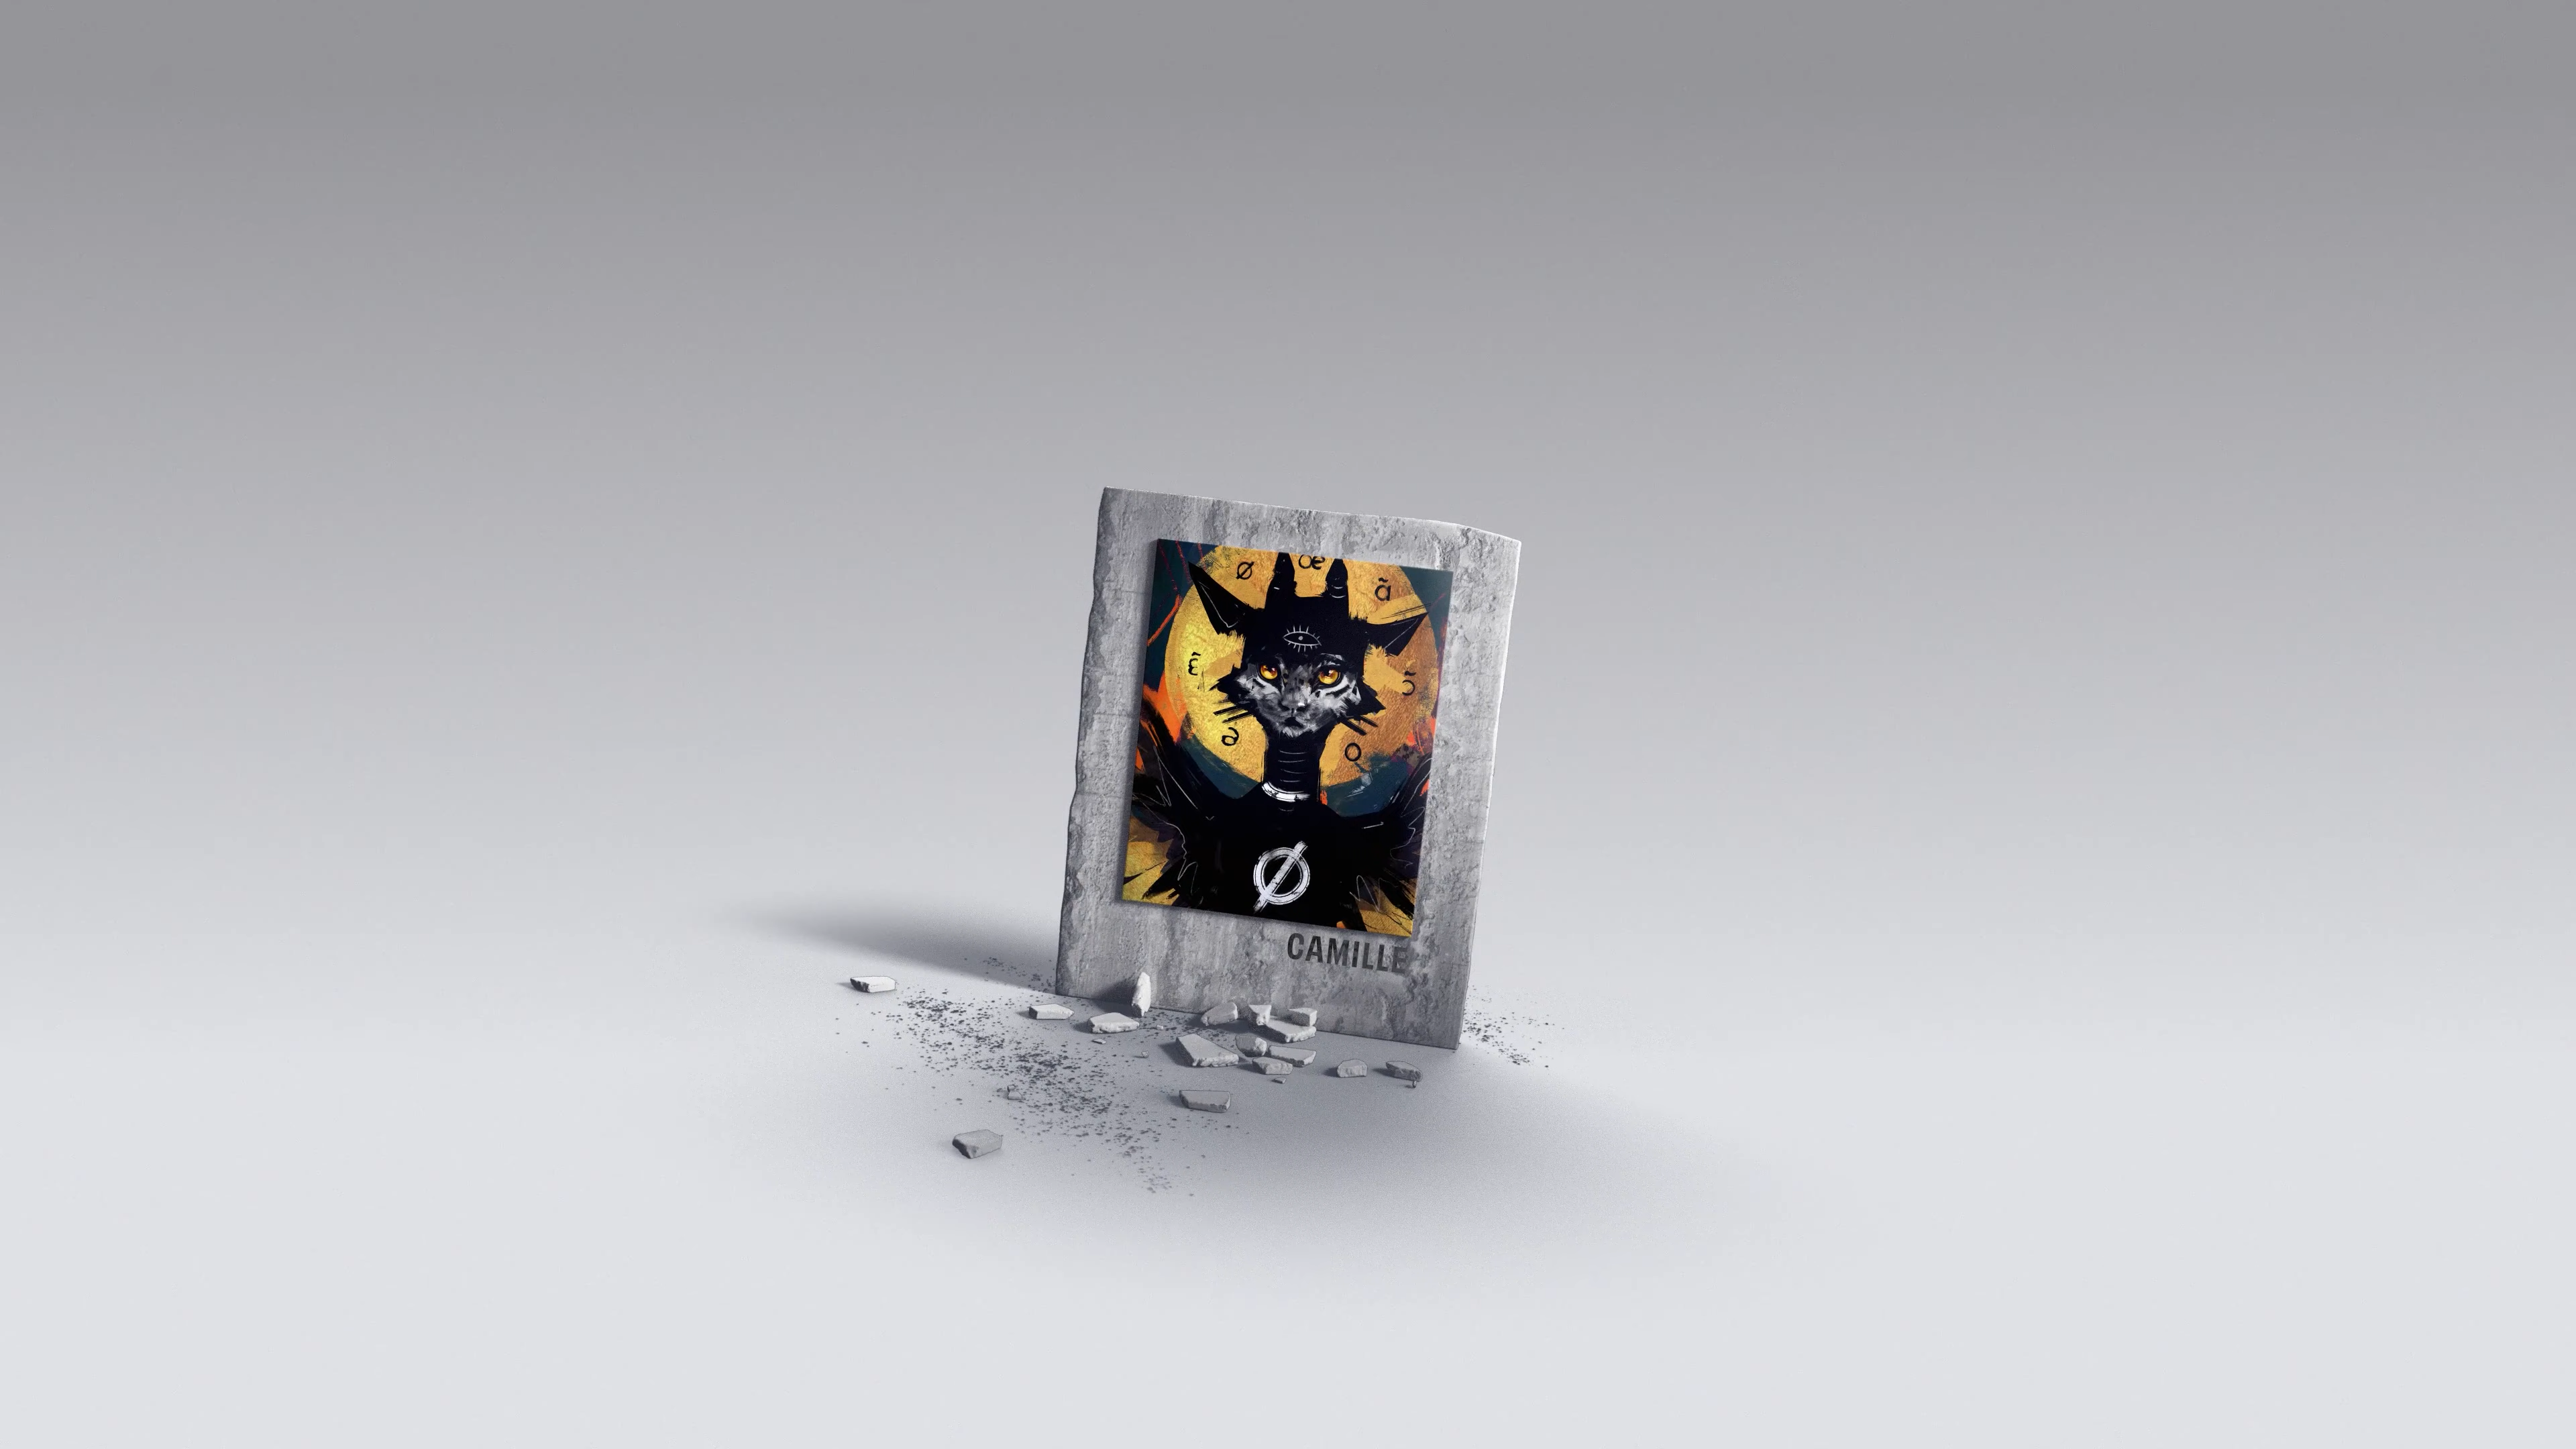 ø œ ã
ɛ̃ ɔ̃
ə o
Ø
CAMILLE